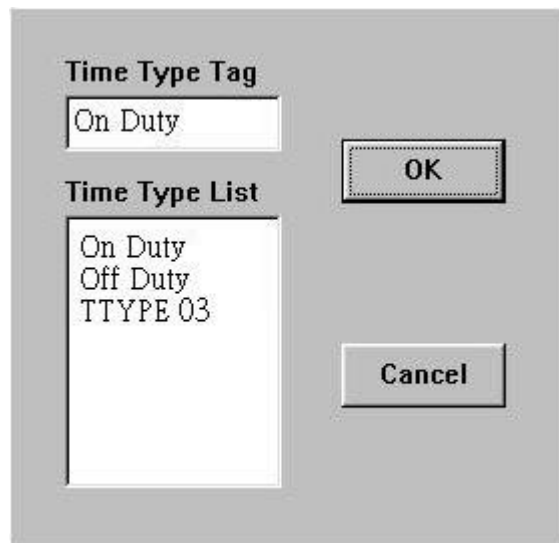 Time Type Tag
On Duty
OK
Time Type List
On Duty
Off Duty
TTYPE 03
Cancel